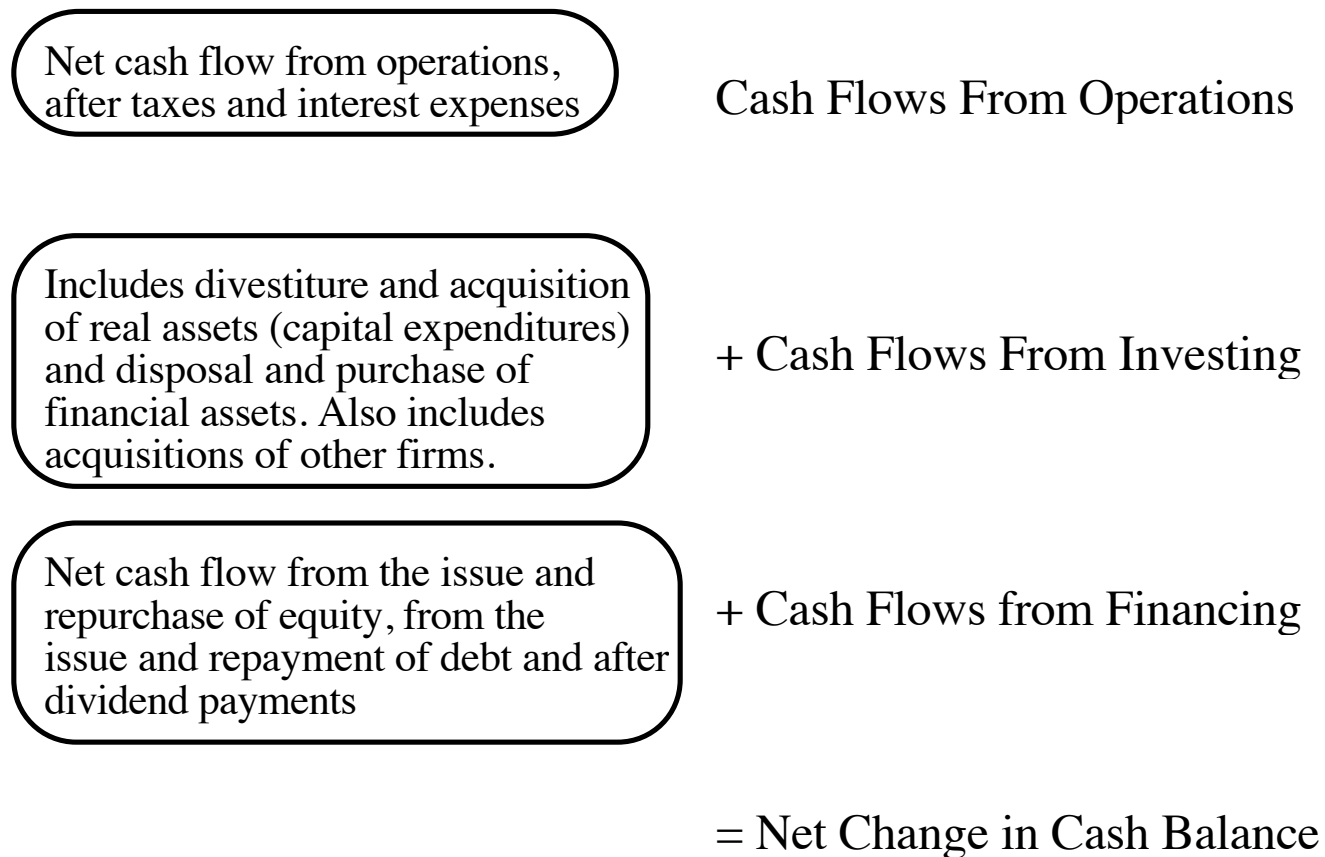 Net cash flow from operations,
after taxes and interest expenses
Cash Flows From Operations
Includes divestiture and acquisition
of real assets (capital expenditures)
and disposal and purchase of
financial assets. Also includes
acquisitions of other firms.
+ Cash Flows From Investing
Net cash flow from the issue and
repurchase of equity, from the
issue and repayment of debt and after
dividend payments
+ Cash Flows from Financing
= Net Change in Cash Balance